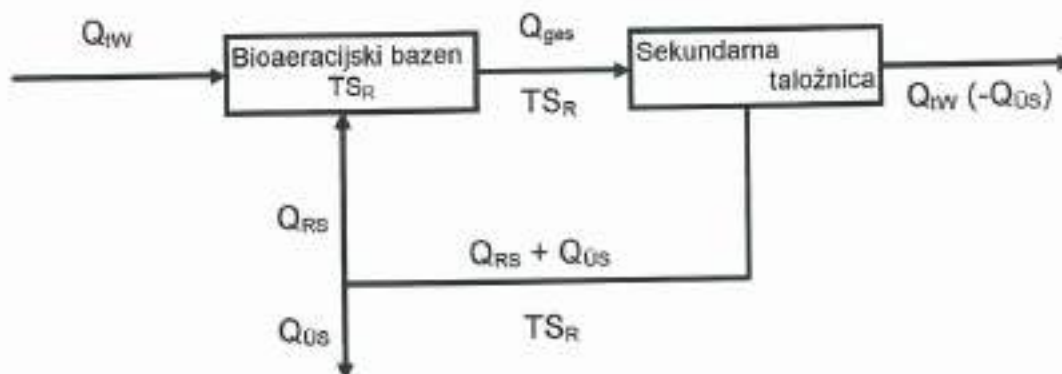 Q_tW
Bioaeracijski bazen
TS_R
Q_ges
TS_R
Sekundarna
taložnica
Q_tW (-Q_ÜS)
Q_RS
Q_RS + Q_ÜS
Q_ÜS
TS_R